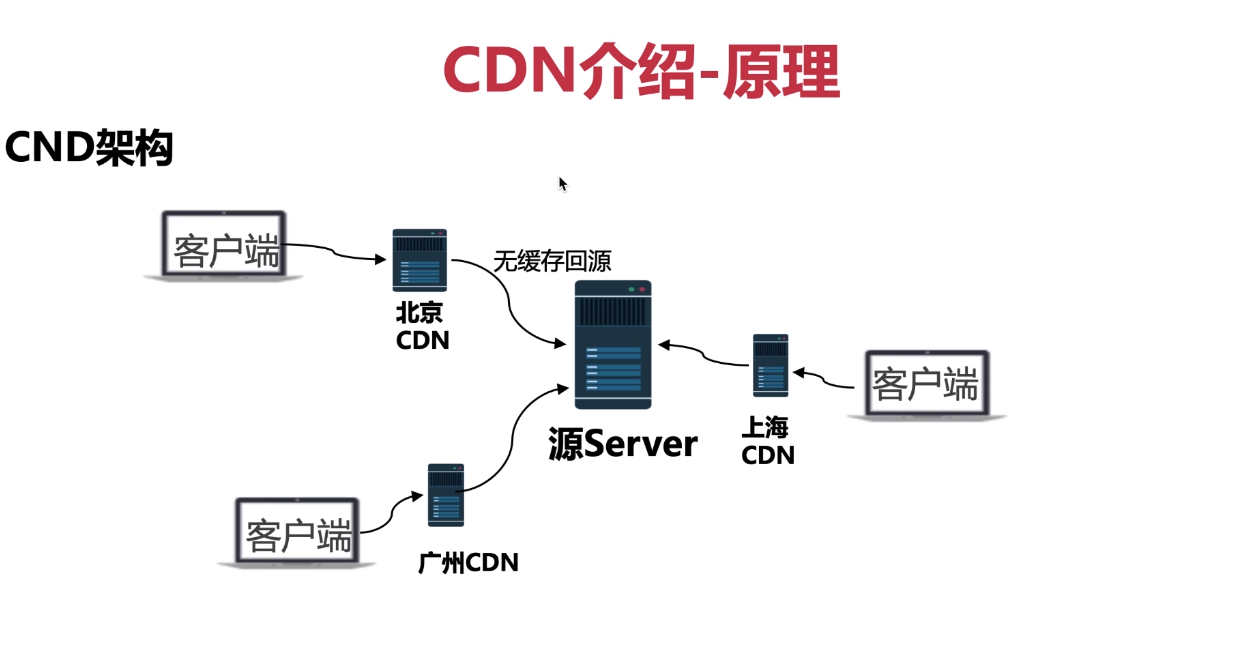 CDN介绍-原理
CND架构
客户端
无缓存回源
北京
CDN
客户端
源Server
上海
CDN
客户端
广州CDN